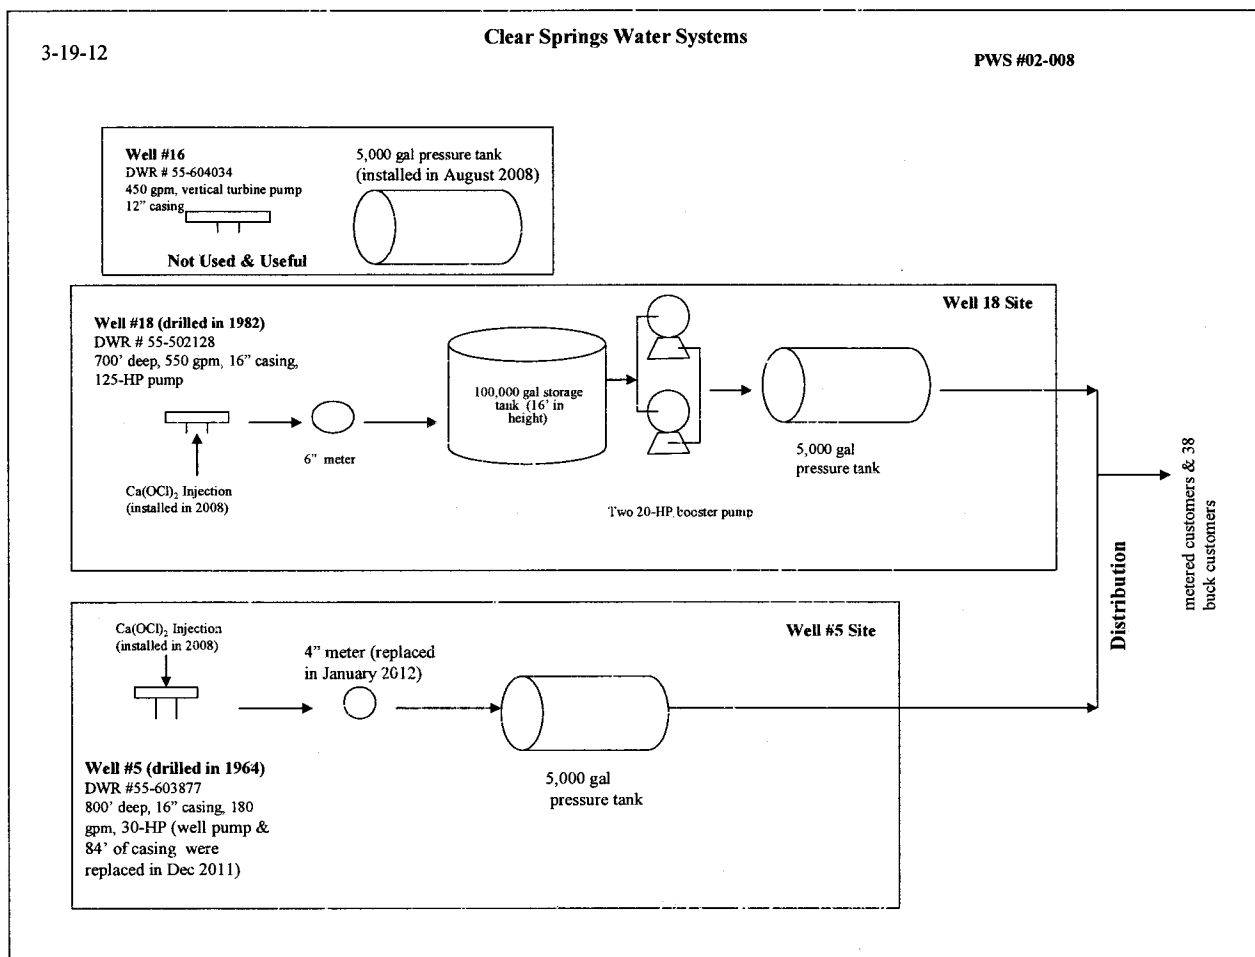 Clear Springs Water Systems
3-19-12
PWS #02-008
Well #16
DWR # 55-604034
450 gpm, vertical turbine pump
12" casing
5,000 gal pressure tank
(installed in August 2008)
Not Used & Useful
Well 18 Site
Well #18 (drilled in 1982)
DWR # 55-502128
700' deep, 550 gpm, 16" casing,
125-HP pump
6" meter
Ca(OCl)₂ Injection
(installed in 2008)
100,000 gal storage
tank (16' in
height)
Two 20-HP booster pump
5,000 gal
pressure tank
Distribution
metered customers & 38
buck customers
Well #5 Site
Ca(OCl)₂ Injection
(installed in 2008)
4" meter (replaced
in January 2012)
5,000 gal
pressure tank
Well #5 (drilled in 1964)
DWR #55-603877
800' deep, 16" casing, 180
gpm, 30-HP (well pump &
84' of casing were
replaced in Dec 2011)